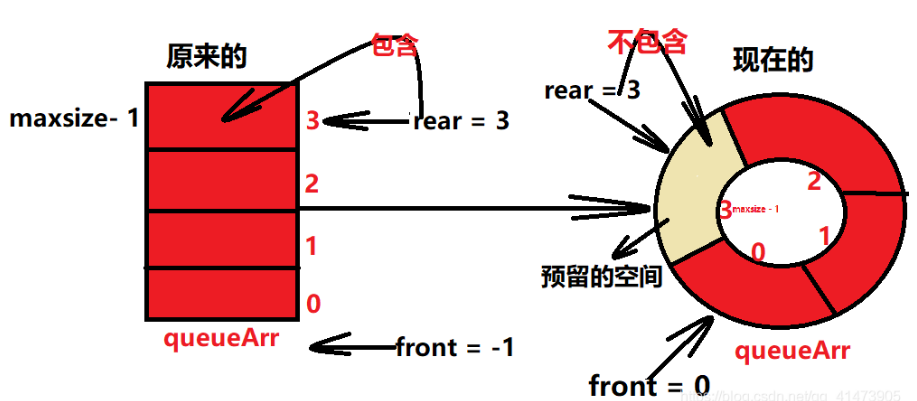 原来的
包含
maxsize- 1
3
rear = 3
2
1
0
queueArr
front = -1
不包含
现在的
rear = 3
2
3
maxsize - 1
1
0
预留的空间
queueArr
front = 0
https://blog.csdn.net/qq_41473905